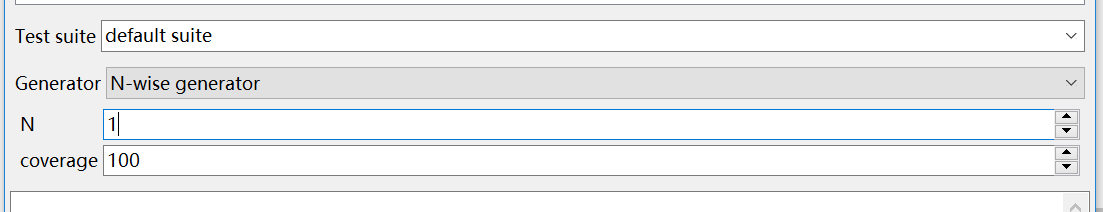 Test suite default suite
Generator N-wise generator
N 1
coverage 100